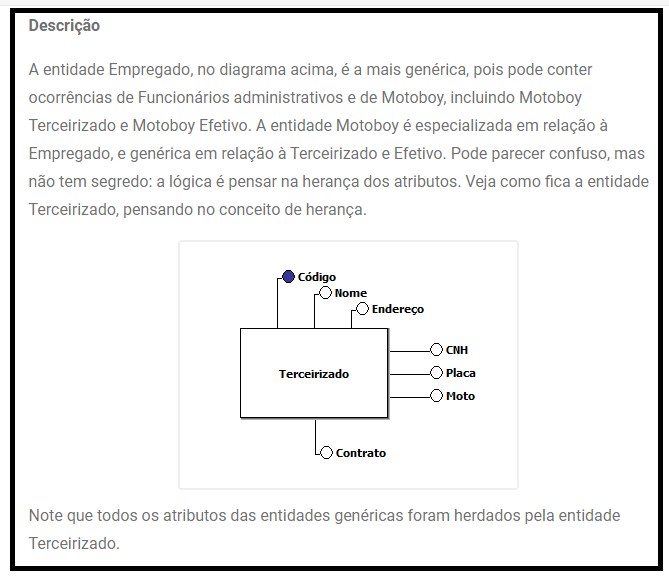 Descrição
A entidade Empregado, no diagrama acima, é a mais genérica, pois pode conter
ocorrências de Funcionários administrativos e de Motoboy, incluindo Motoboy
Terceirizado e Motoboy Efetivo. A entidade Motoboy é especializada em relação à
Empregado, e genérica em relação à Terceirizado e Efetivo. Pode parecer confuso, mas
não tem segredo: a lógica é pensar na herança dos atributos. Veja como fica a entidade
Terceirizado, pensando no conceito de herança.
Código
Nome
Endereço
CNH
Terceirizado
Placa
Moto
Contrato
Note que todos os atributos das entidades genéricas foram herdados pela entidade
Terceirizado.